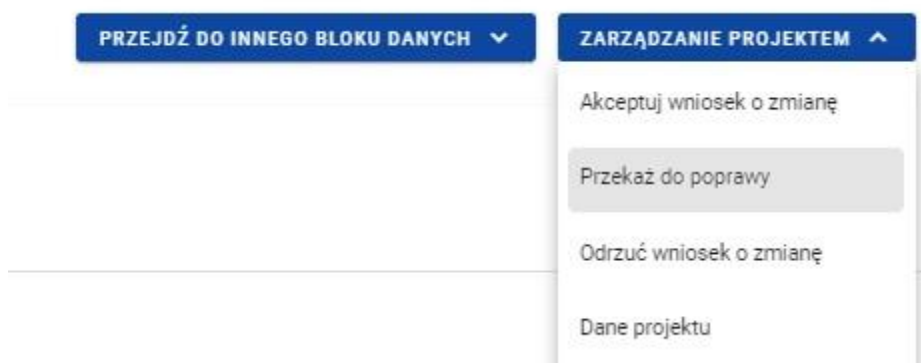 PRZEJDŹ DO INNEGO BLOKU DANYCH
ZARZĄDZANIE PROJEKTEM
Akceptuj wniosek o zmianę
Przekaż do poprawy
Odrzuć wniosek o zmianę
Dane projektu